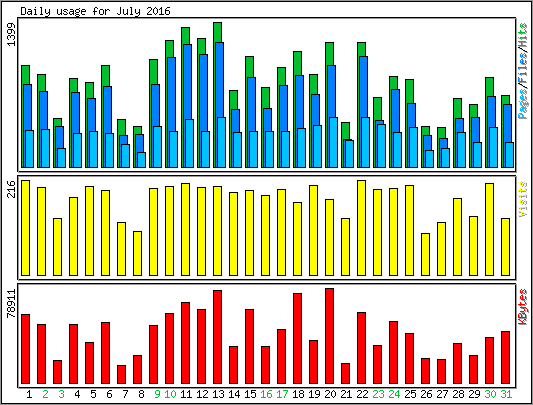 Daily usage for July 2016
1399
Pages/Files/Hits
216
Visits
78911
KBytes
1 2 3 4 5 6 7 8 9 10 11 12 13 14 15 16 17 18 19 20 21 22 23 24 25 26 27 28 29 30 31